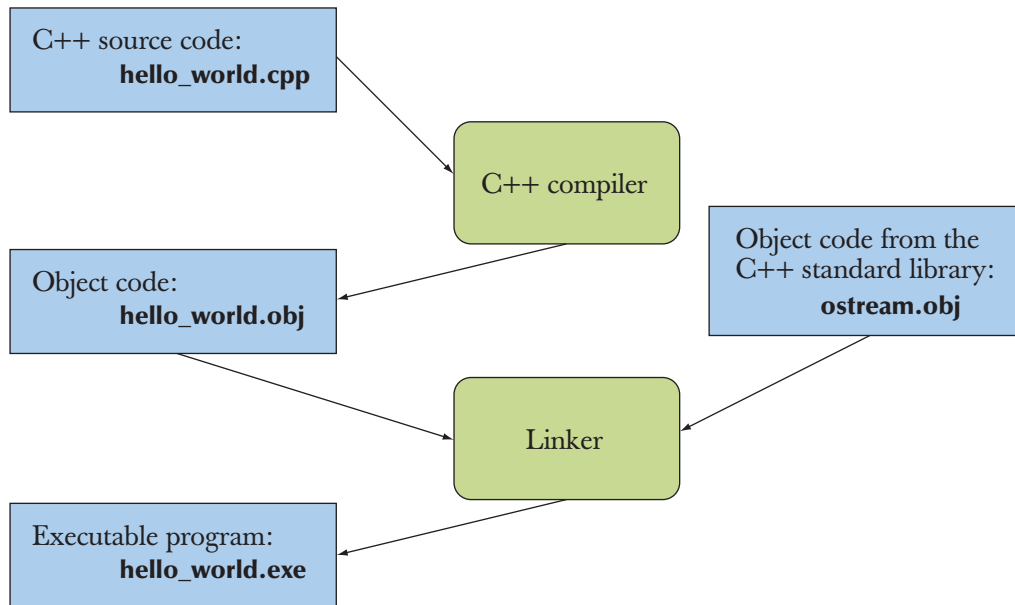 C++ source code:
hello_world.cpp
C++ compiler
Object code:
hello_world.obj
Object code from the
C++ standard library:
ostream.obj
Linker
Executable program:
hello_world.exe